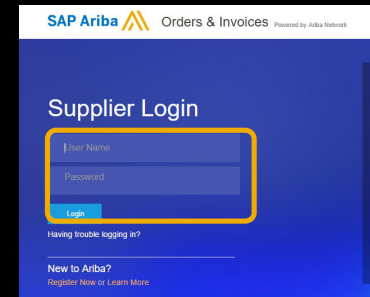 SAP Ariba Orders & Invoices Powered by Ariba Network
Supplier Login
User Name
Password
Login
Having trouble logging in?
New to Ariba?
Register Now or Learn More